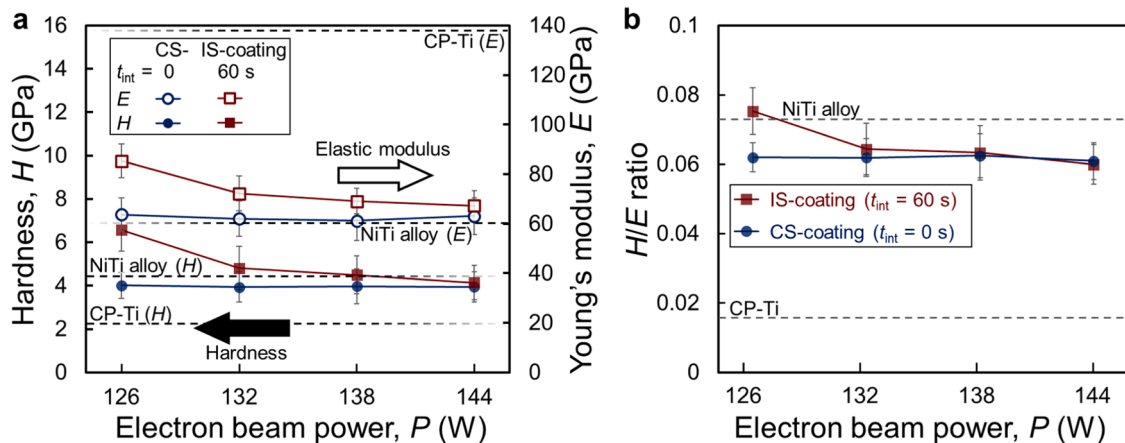 a
16
14
12
10
8
6
4
2
0
Hardness, H (GPa)
CS- IS-coating
t_int = 0 60 s
E
H
CP-Ti (E)
Elastic modulus
NiTi alloy (E)
NiTi alloy (H)
CP-Ti (H)
Hardness
140
120
100
80
60
40
20
0
Young's modulus, E (GPa)
126 132 138 144
Electron beam power, P (W)
b
0.1
0.08
0.06
0.04
0.02
0
H/E ratio
NiTi alloy
IS-coating (t_int = 60 s)
CS-coating (t_int = 0 s)
CP-Ti
126 132 138 144
Electron beam power, P (W)